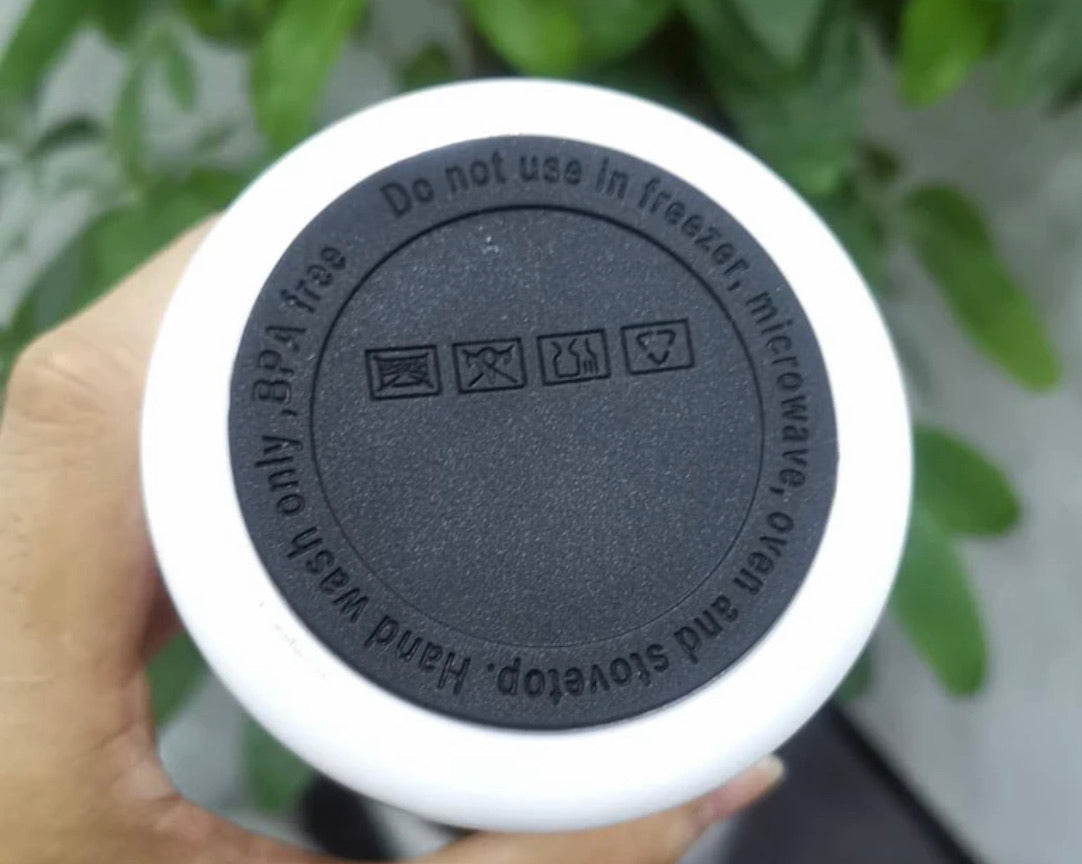 Do not use in freezer, microwave, oven and stovetop. Hand wash only ,BPA free